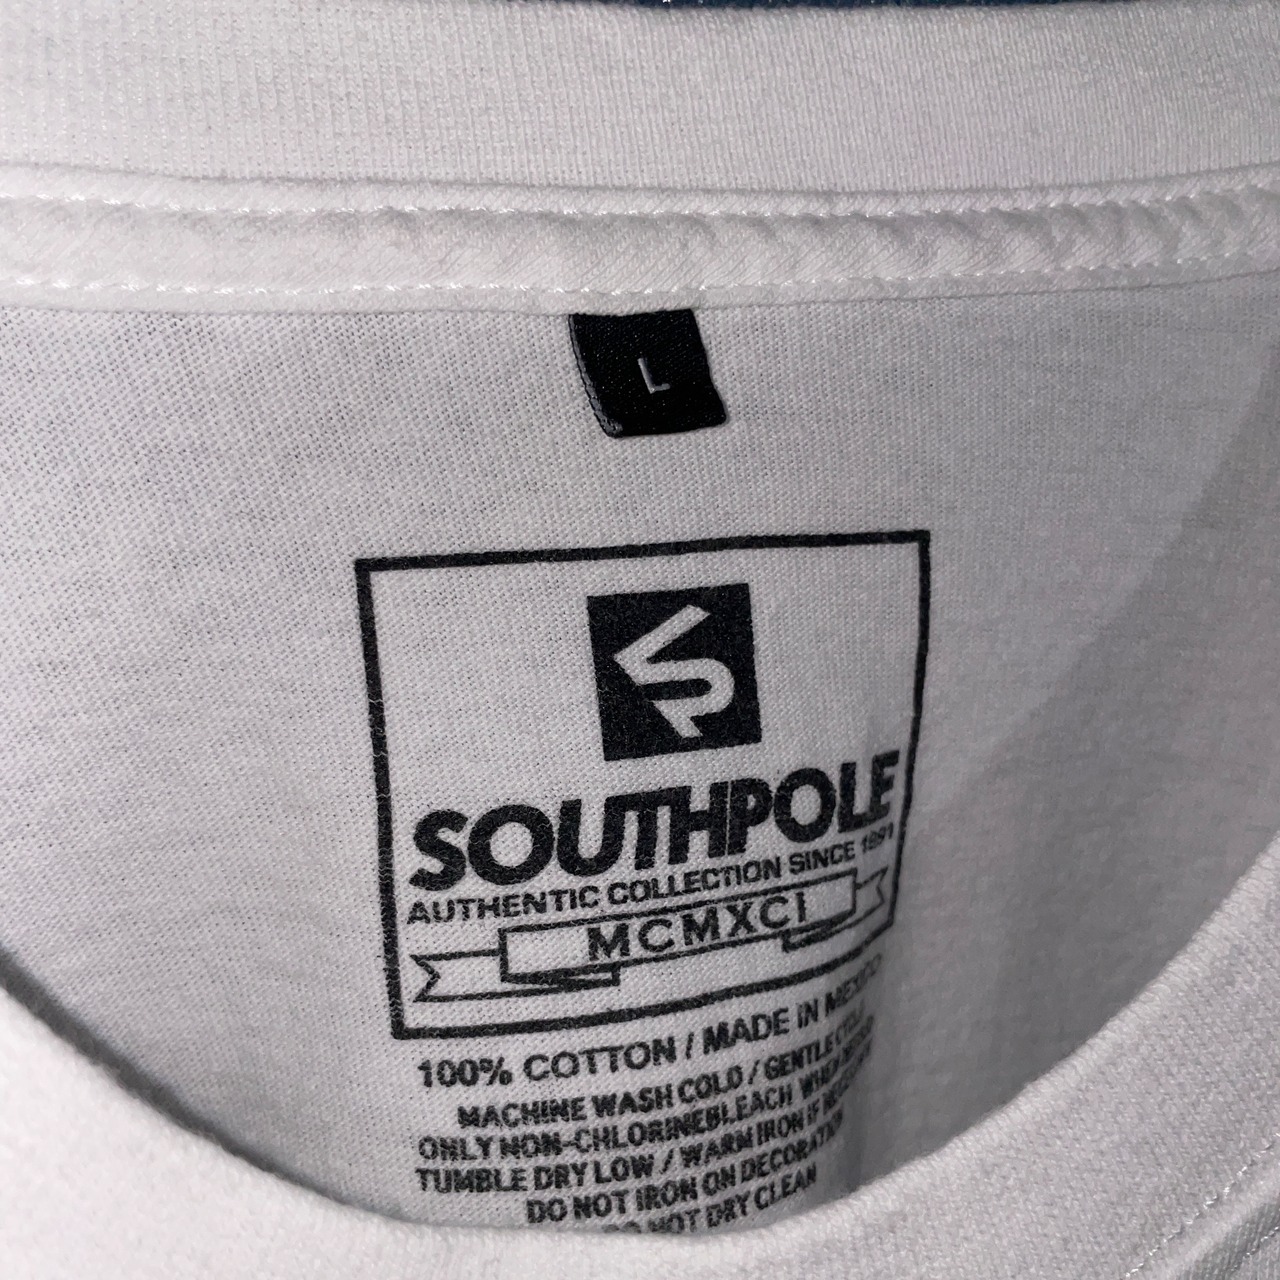 L
SP
SOUTHPOLE
AUTHENTIC COLLECTION SINCE 1991
MCMXCI
100% COTTON / MADE IN MEXICO
MACHINE WASH COLD / GENTLE CYCLE
ONLY NON-CHLORINEBLEACH WHEN NEEDED
TUMBLE DRY LOW / WARM IRON IF NEEDED
DO NOT IRON ON DECORATION
DO NOT DRY CLEAN